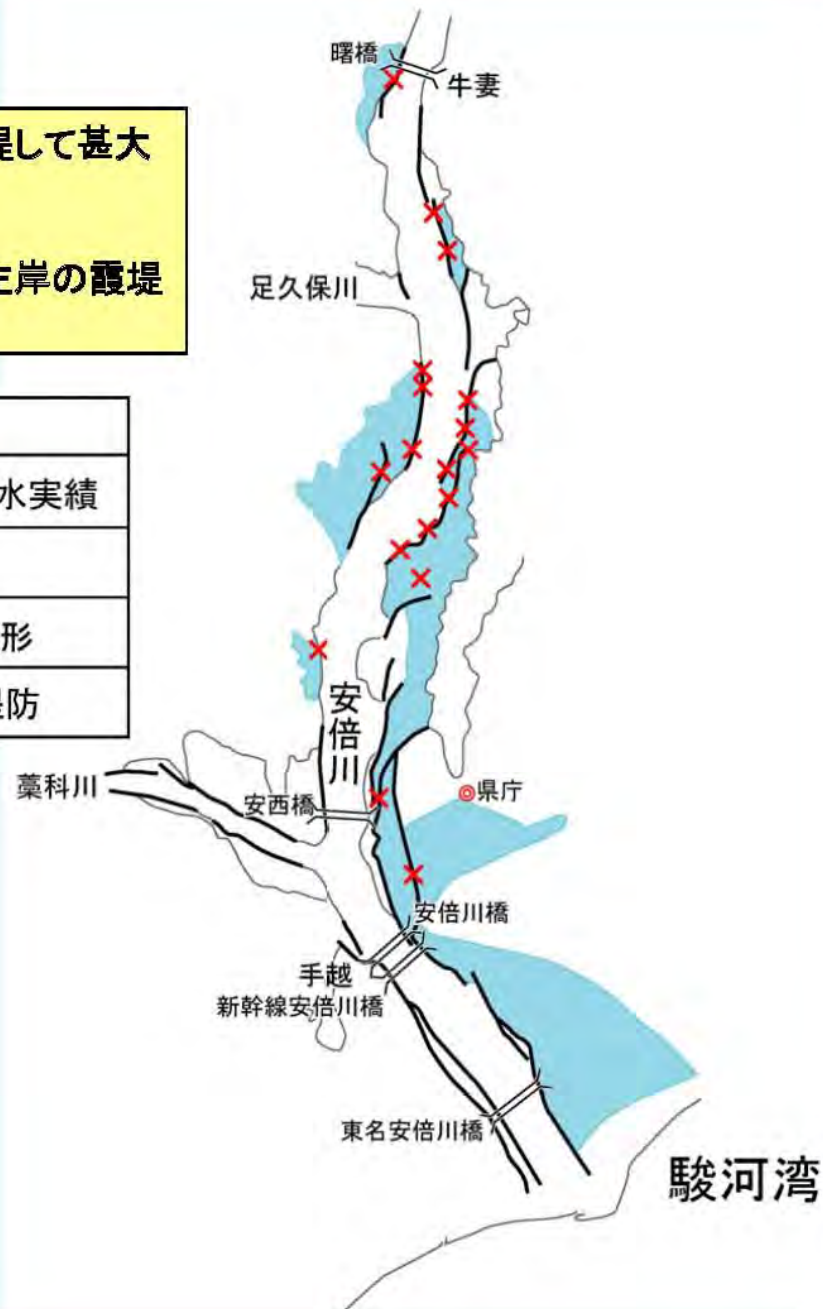 曙橋
牛妻
堤して甚大
左岸の霞堤
足久保川
水実績
形
堤防
安倍川
藁科川
安西橋
県庁
安倍川橋
手越
新幹線安倍川橋
東名安倍川橋
駿河湾